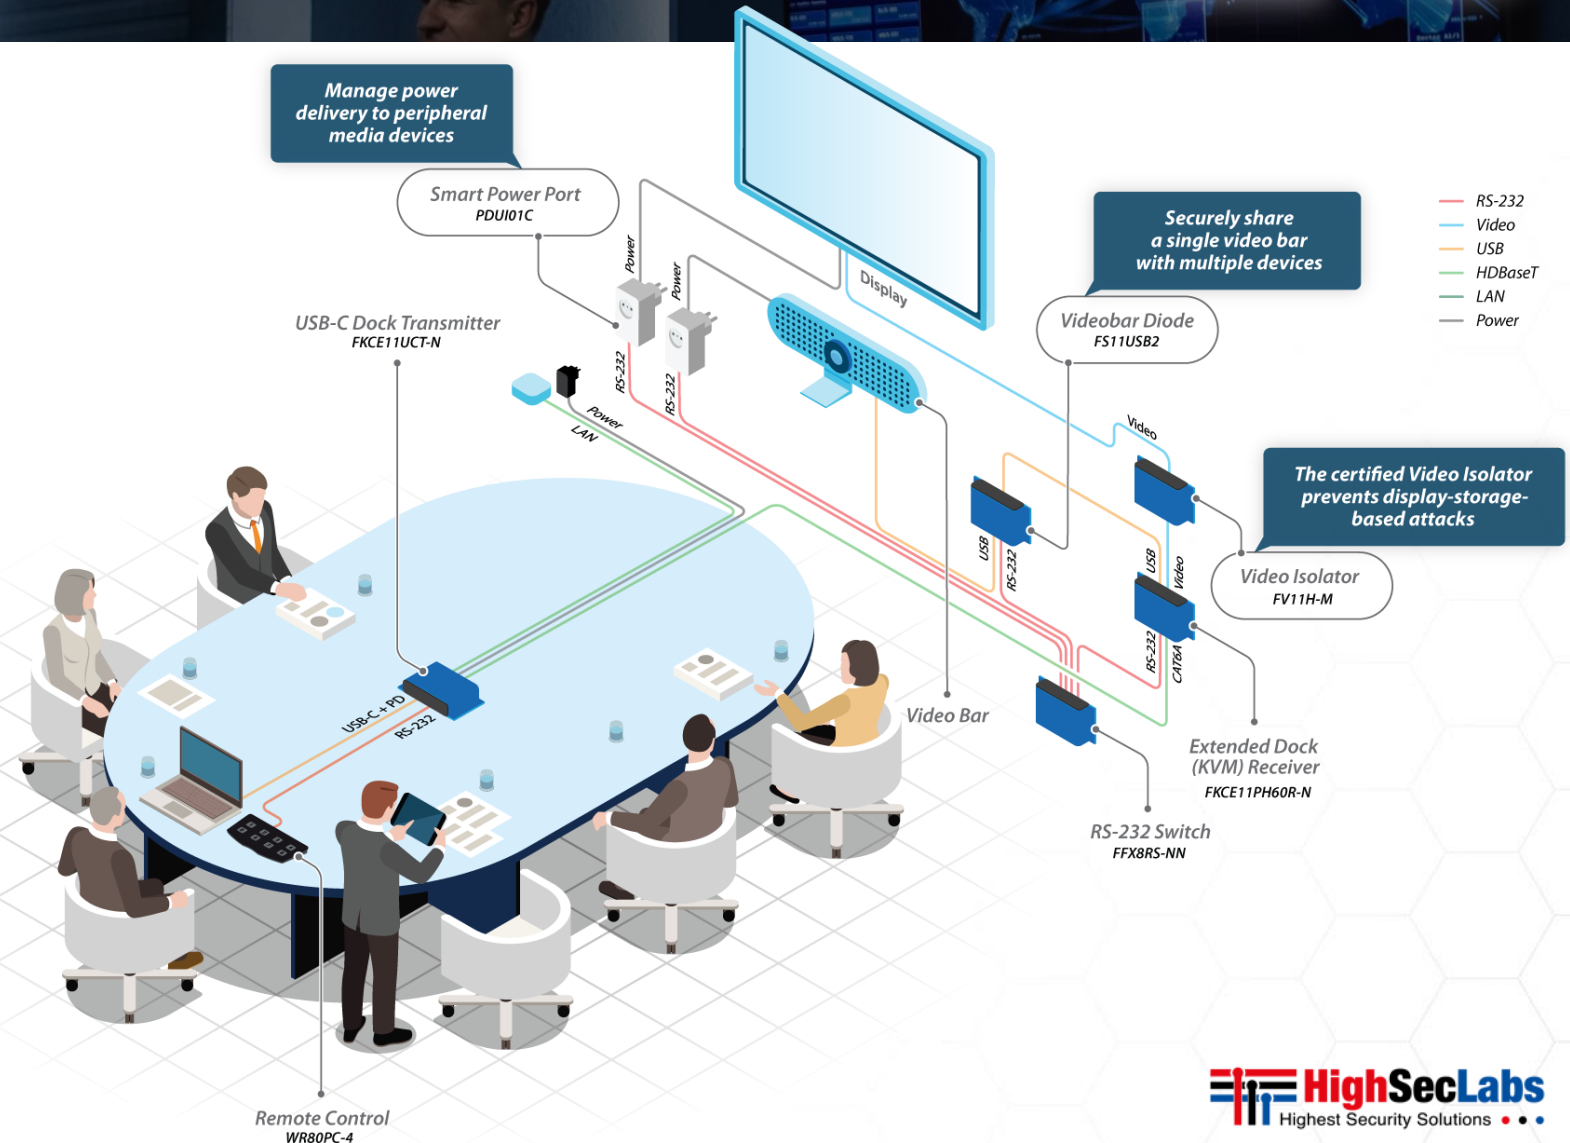 Manage power
delivery to peripheral
media devices
Smart Power Port
PDUI01C
Securely share
a single video bar
with multiple devices
RS-232
Video
USB
HDBaseT
LAN
Power
Power
Power
Display
USB-C Dock Transmitter
FKCE11UCT-N
Videobar Diode
FS11USB2
RS-232
RS-232
Power
LAN
Video
The certified Video Isolator
prevents display-storage-
based attacks
USB
RS-232
USB
Video
Video Isolator
FV11H-M
RS-232
CAT6A
USB-C + PD
RS-232
Video Bar
Extended Dock
(KVM) Receiver
FKCE11PH60R-N
RS-232 Switch
FFX8RS-NN
Remote Control
WR80PC-4
HighSecLabs
Highest Security Solutions